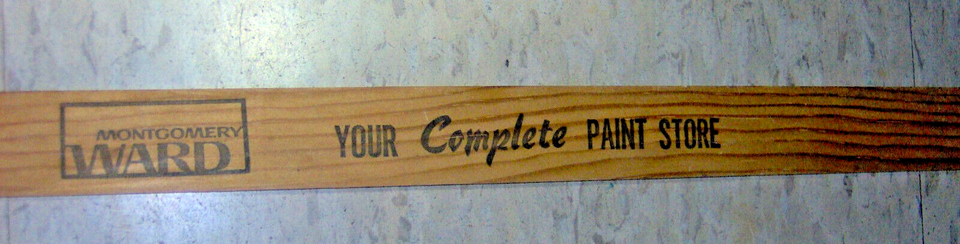 MONTGOMERY
WARD
YOUR Complete PAINT STORE